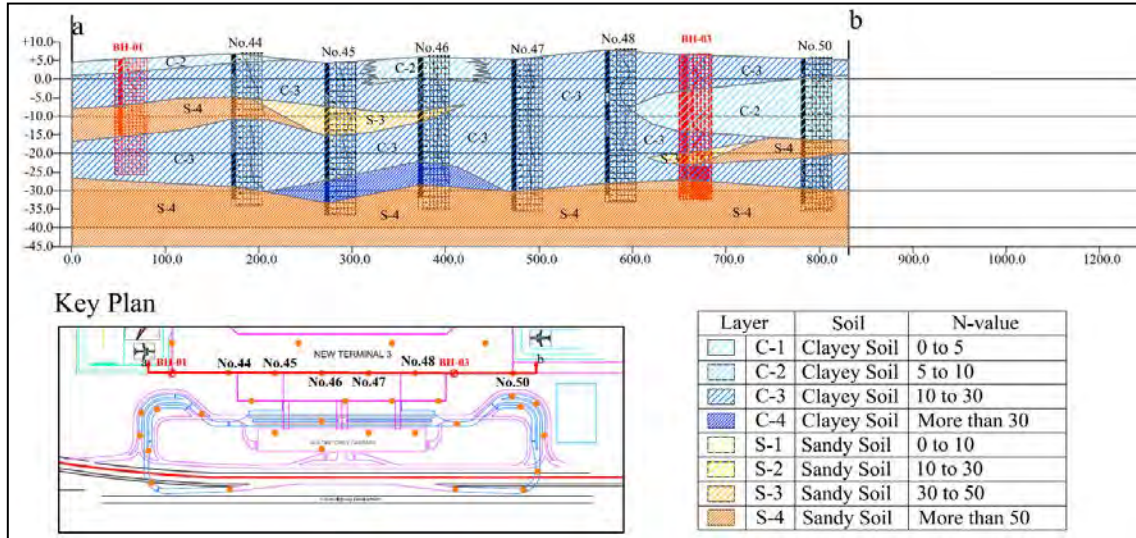 a
b
BH-01
No.44
No.45
No.46
No.47
No.48
BH-03
No.50
+10.0
+5.0
0.0
-5.0
-10.0
-15.0
-20.0
-25.0
-30.0
-35.0
-40.0
-45.0
C-2
C-2
C-3
C-3
C-3
C-2
S-4
S-3
C-3
C-3
S-4
C-3
C-3
S-3
S-4
S-4
S-4
S-4
0.0 100.0 200.0 300.0 400.0 500.0 600.0 700.0 800.0 900.0 1000.0 1100.0 1200.0
Key Plan
NEW TERMINAL 3
a BH-01 No.44 No.45 No.48 BH-03 b
No.46 No.47 No.50
Layer Soil N-value
C-1 Clayey Soil 0 to 5
C-2 Clayey Soil 5 to 10
C-3 Clayey Soil 10 to 30
C-4 Clayey Soil More than 30
S-1 Sandy Soil 0 to 10
S-2 Sandy Soil 10 to 30
S-3 Sandy Soil 30 to 50
S-4 Sandy Soil More than 50